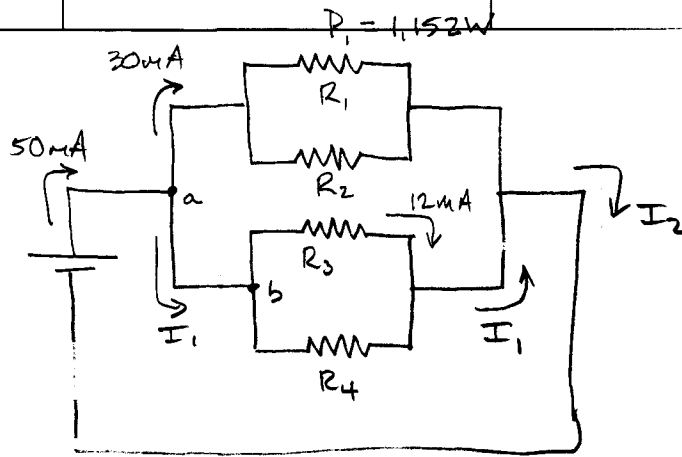 P₁ = 1,152W
30mA
R₁
50mA
R₂
a
12mA
I₂
R₃
b
I₁
I₁
R₄